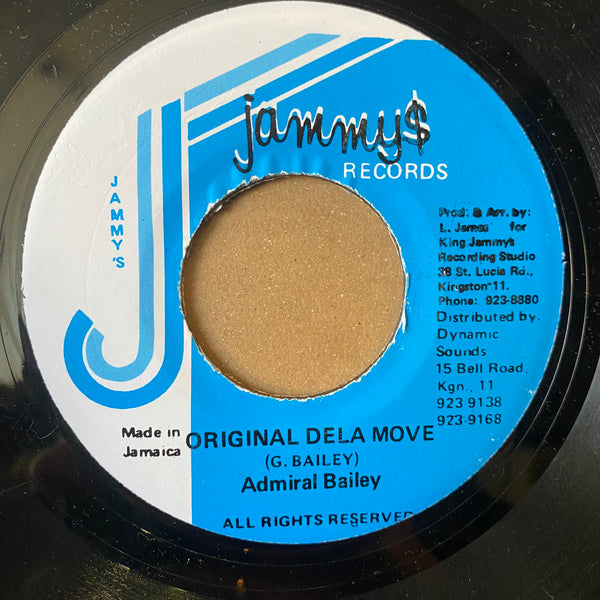 jammy$
RECORDS
JAMMY'S
Prod. & Arr. by:
L. James for
King Jammy's
Recording Studio
38 St. Lucia Rd.,
Kingston 11.
Phone: 923-8880
Distributed by:
Dynamic
Sounds
15 Bell Road,
Kgn., 11
923-9138
923-9168
Made in
Jamaica
ORIGINAL DELA MOVE
(G. BAILEY)
Admiral Bailey
ALL RIGHTS RESERVED